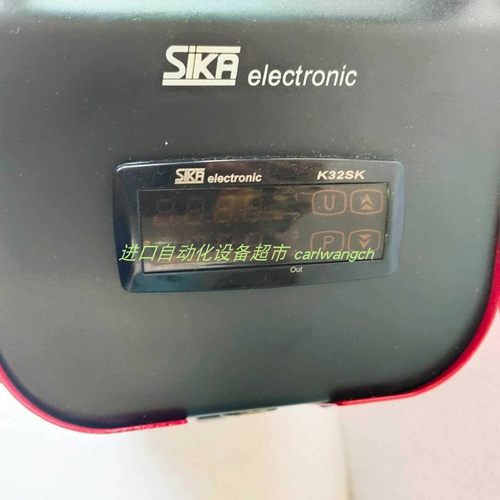 SIKA electronic
SIKA electronic K32SK
U
进口自动化设备超市 carlwangch
P
Out